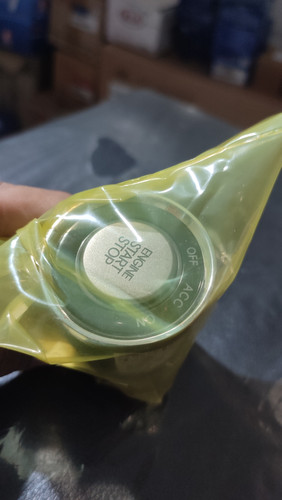 ENGINE
START
STOP
OFF
ACC